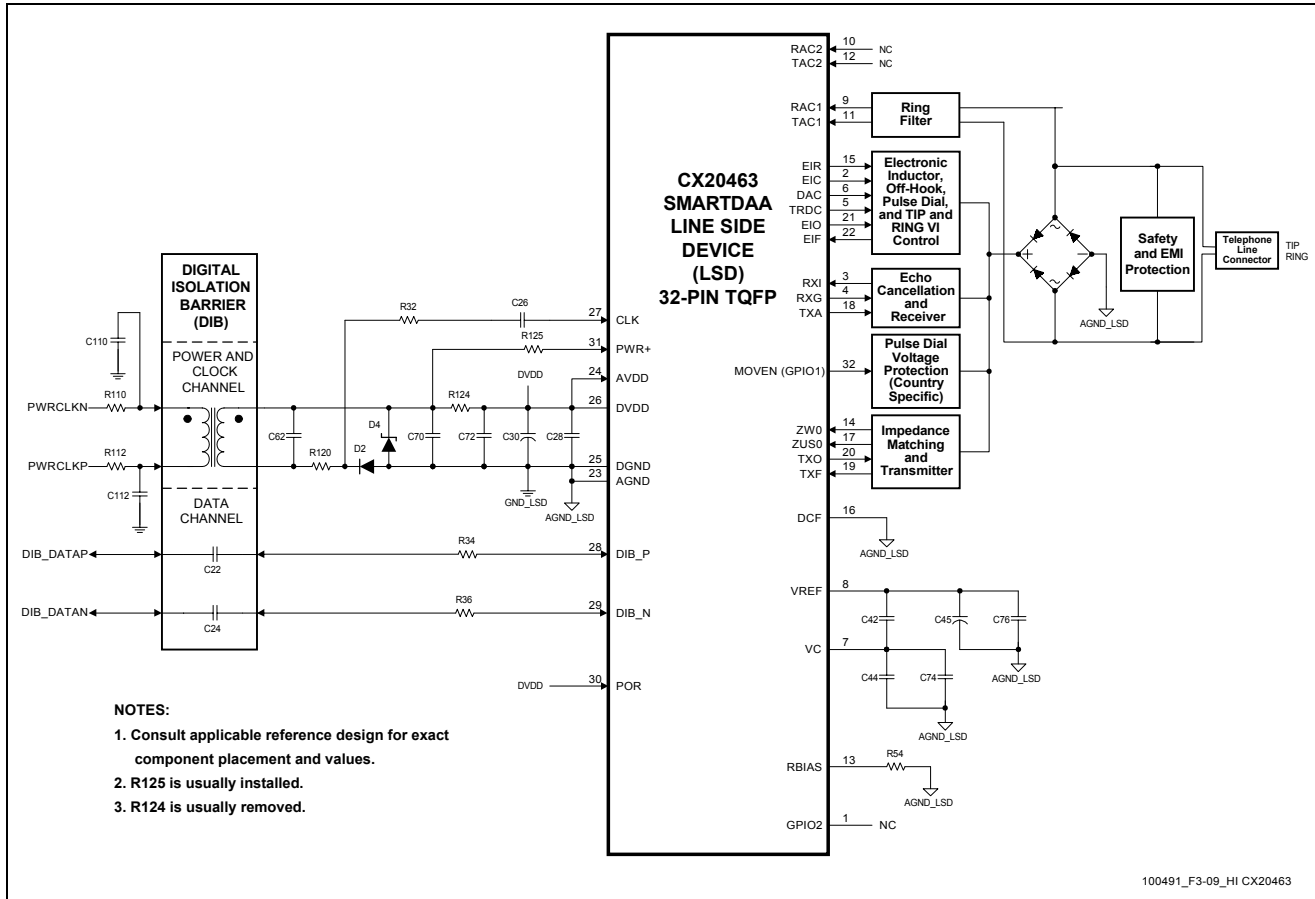 RAC2
10
NC
TAC2
12
NC
RAC1
9
TAC1
11
Ring
Filter
EIR
15
EIC
2
DAC
6
TRDC
5
EIO
21
EIF
22
Electronic
Inductor,
Off-Hook,
Pulse Dial,
and TIP and
RING VI
Control
CX20463
SMARTDAA
LINE SIDE
DEVICE
(LSD)
32-PIN TQFP
~
+
–
~
AGND_LSD
Safety
and EMI
Protection
Telephone
Line
Connector
TIP
RING
RXI
3
RXG
4
TXA
18
Echo
Cancellation
and
Receiver
MOVEN (GPIO1)
32
Pulse Dial
Voltage
Protection
(Country
Specific)
ZW0
14
ZUS0
17
TXO
20
TXF
19
Impedance
Matching
and
Transmitter
DCF
16
AGND_LSD
VREF
8
C42
C45
C76
VC
7
AGND_LSD
C44
C74
AGND_LSD
RBIAS
13
R54
AGND_LSD
GPIO2
1
NC
DIGITAL
ISOLATION
BARRIER
(DIB)
POWER AND
CLOCK
CHANNEL
DATA
CHANNEL
C110
R110
PWRCLKN
R112
PWRCLKP
C112
R32
C26
27
CLK
R125
31
PWR+
24
AVDD
DVDD
R124
26
DVDD
C62
D4
C70
C72
C30
C28
R120
D2
25
DGND
23
AGND
GND_LSD
AGND_LSD
DIB_DATAP
C22
R34
28
DIB_P
DIB_DATAN
C24
R36
29
DIB_N
DVDD
30
POR
NOTES:
1. Consult applicable reference design for exact
component placement and values.
2. R125 is usually installed.
3. R124 is usually removed.
100491_F3-09_HI CX20463